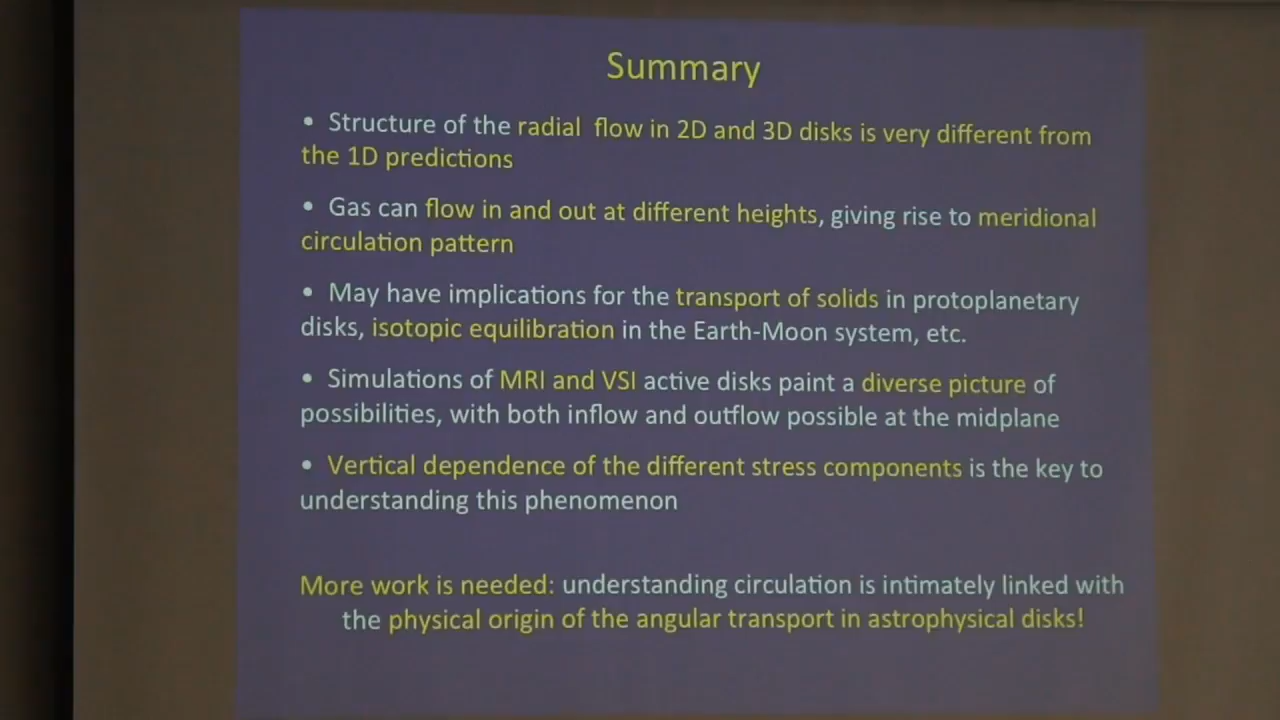 Summary
• Structure of the radial flow in 2D and 3D disks is very different from
the 1D predictions
• Gas can flow in and out at different heights, giving rise to meridional
circulation pattern
• May have implications for the transport of solids in protoplanetary
disks, isotopic equilibration in the Earth-Moon system, etc.
• Simulations of MRI and VSI active disks paint a diverse picture of
possibilities, with both inflow and outflow possible at the midplane
• Vertical dependence of the different stress components is the key to
understanding this phenomenon
More work is needed: understanding circulation is intimately linked with
the physical origin of the angular transport in astrophysical disks!